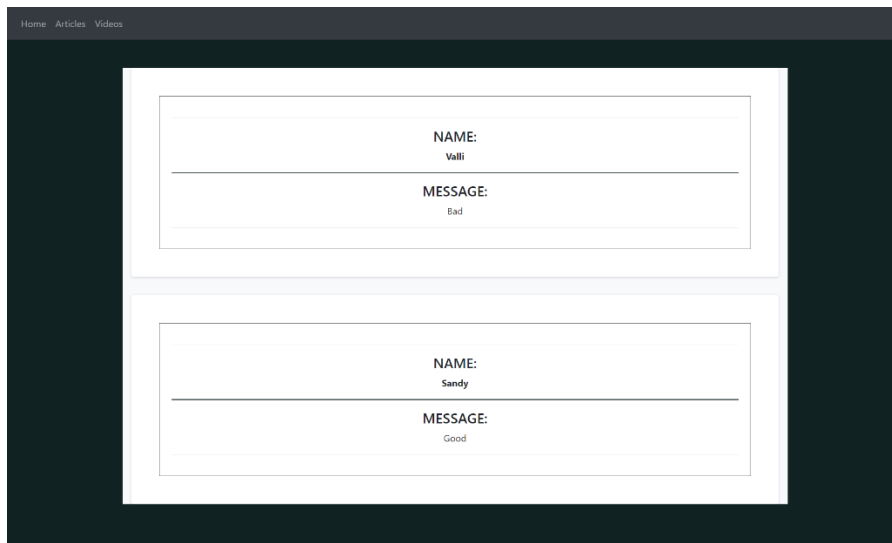 Home Articles Videos
NAME:
Valli
MESSAGE:
Bad
NAME:
Sandy
MESSAGE:
Good